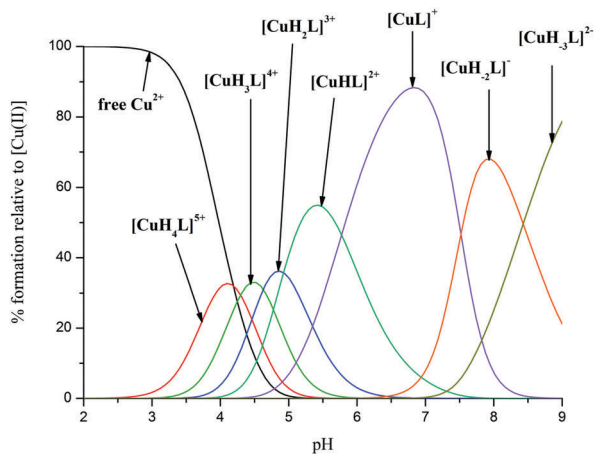 [CuH₂L]³⁺
[CuL]⁺
[CuH₋₃L]²⁻
[CuH₃L]⁴⁺
[CuHL]²⁺
[CuH₋₂L]⁻
free Cu²⁺
[CuH₄L]⁵⁺
% formation relative to [Cu(II)]
100
80
60
40
20
0
2 3 4 5 6 7 8 9
pH